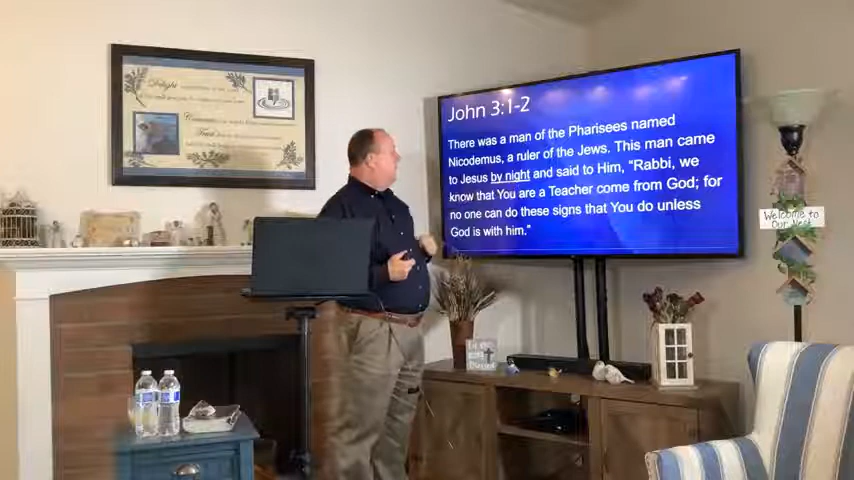 John 3:1-2
There was a man of the Pharisees named
Nicodemus, a ruler of the Jews. This man came
to Jesus by night and said to Him, "Rabbi, we
know that You are a Teacher come from God; for
no one can do these signs that You do unless
God is with him."
Delight
Trust
Welcome to
Our Nest